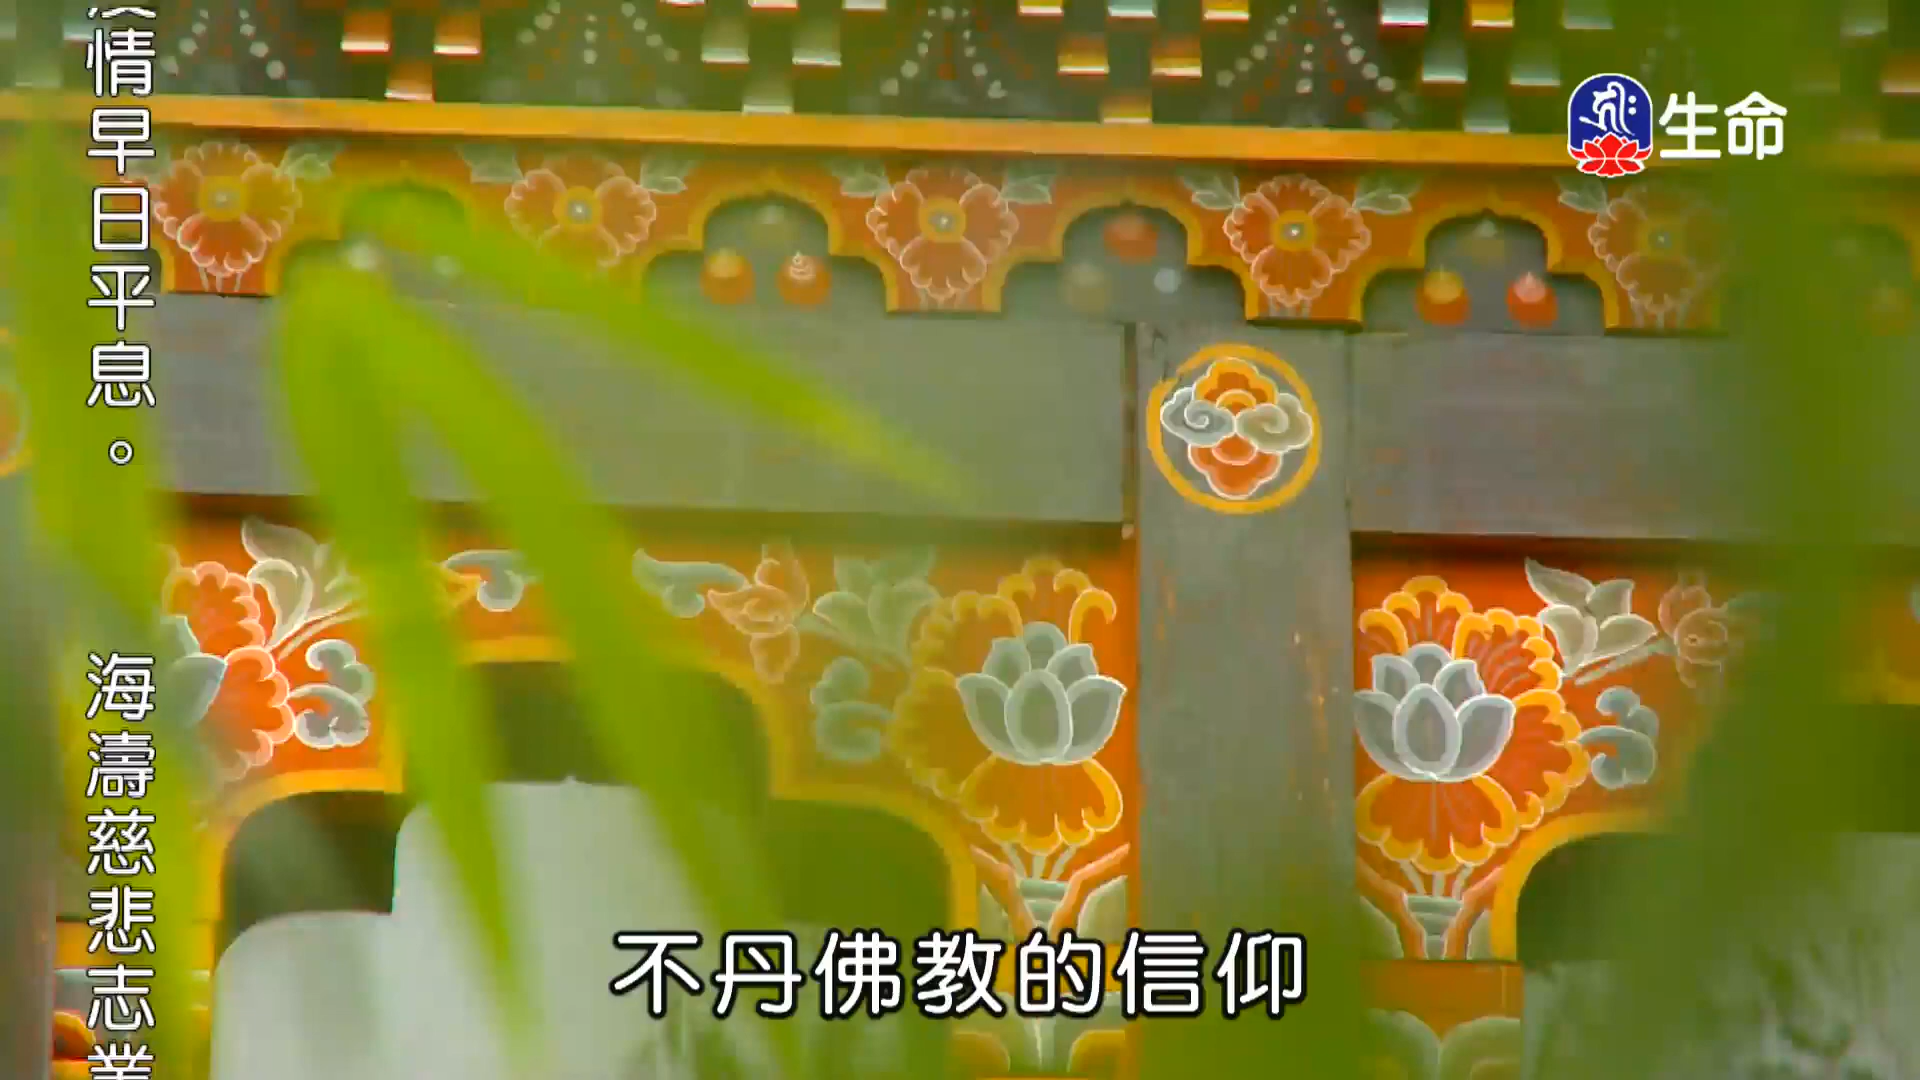 情早日平息。 海濤慈悲志業
生命
不丹佛教的信仰